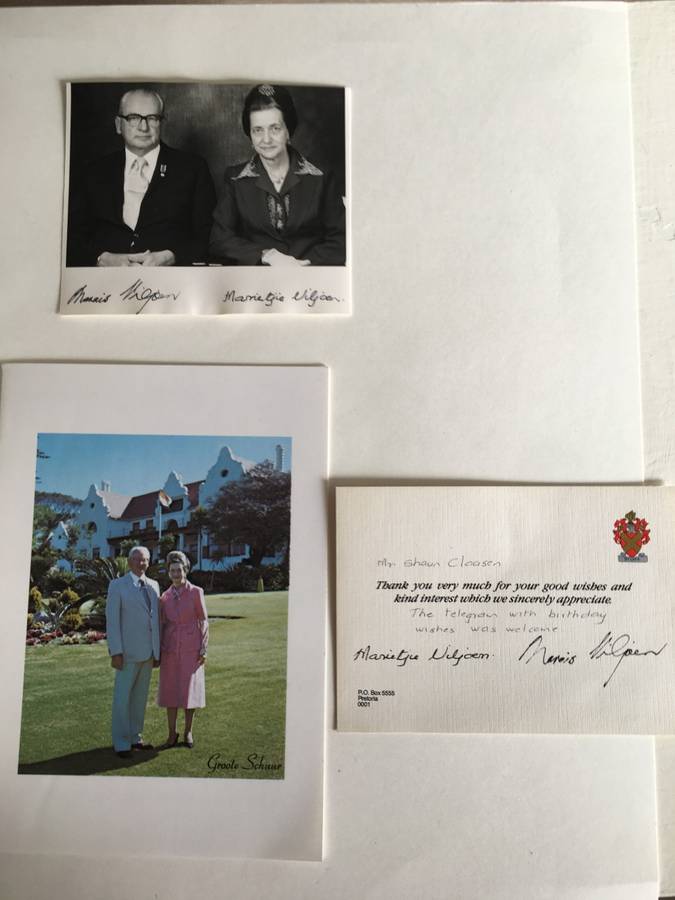 Marais Viljoen Marietjie Viljoen.
Groote Schuur
Mr Shaun Claasen
Thank you very much for your good wishes and
kind interest which we sincerely appreciate.
The telegram with birthday
wishes was welcome
Marietjie Viljoen. Marais Viljoen
P.O. Box 5555
Pretoria
0001